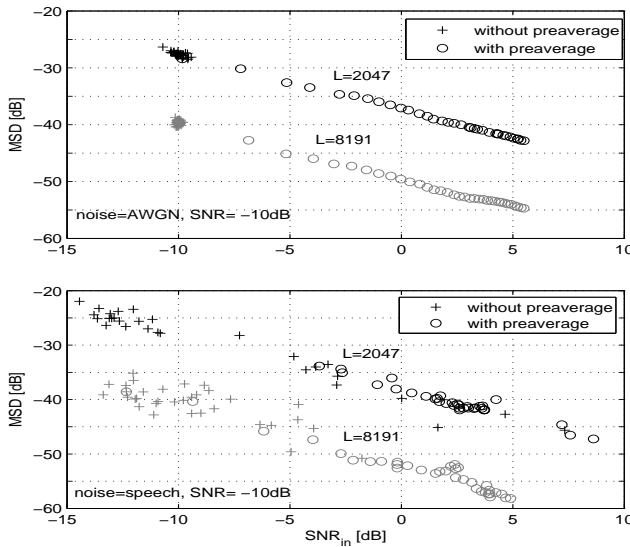 −20
−30
−40
−50
−60
MSD [dB]
+ without preaverage
○ with preaverage
L=2047
L=8191
noise=AWGN, SNR= −10dB
−15
−10
−5
0
5
10
−20
−30
−40
−50
−60
MSD [dB]
+ without preaverage
○ with preaverage
L=2047
L=8191
noise=speech, SNR= −10dB
−15
−10
−5
0
5
10
SNR_in [dB]